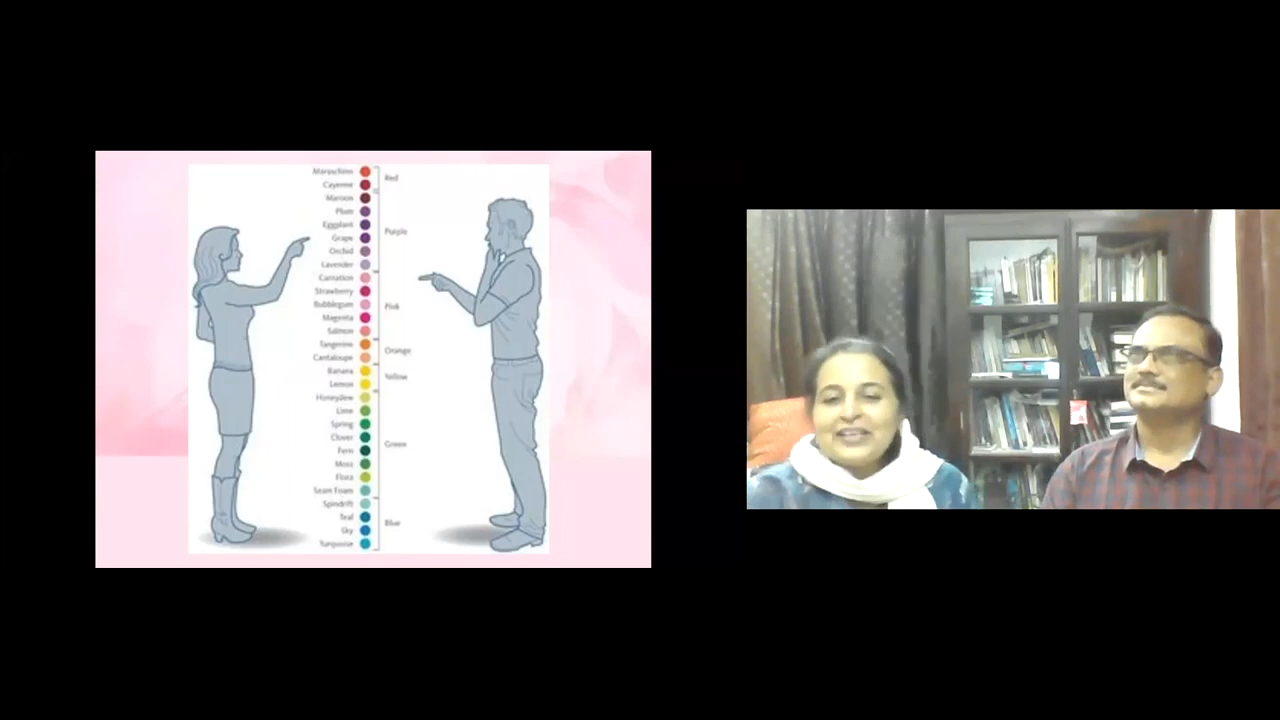 Maraschino
Cayenne
Maroon
Plum
Eggplant
Grape
Orchid
Lavender
Carnation
Strawberry
Bubblegum
Magenta
Salmon
Tangerine
Cantaloupe
Banana
Lemon
Honeydew
Lime
Spring
Clover
Fern
Moss
Flora
Seam Foam
Spindrift
Teal
Sky
Turquoise
Red
Purple
Pink
Orange
Yellow
Green
Blue